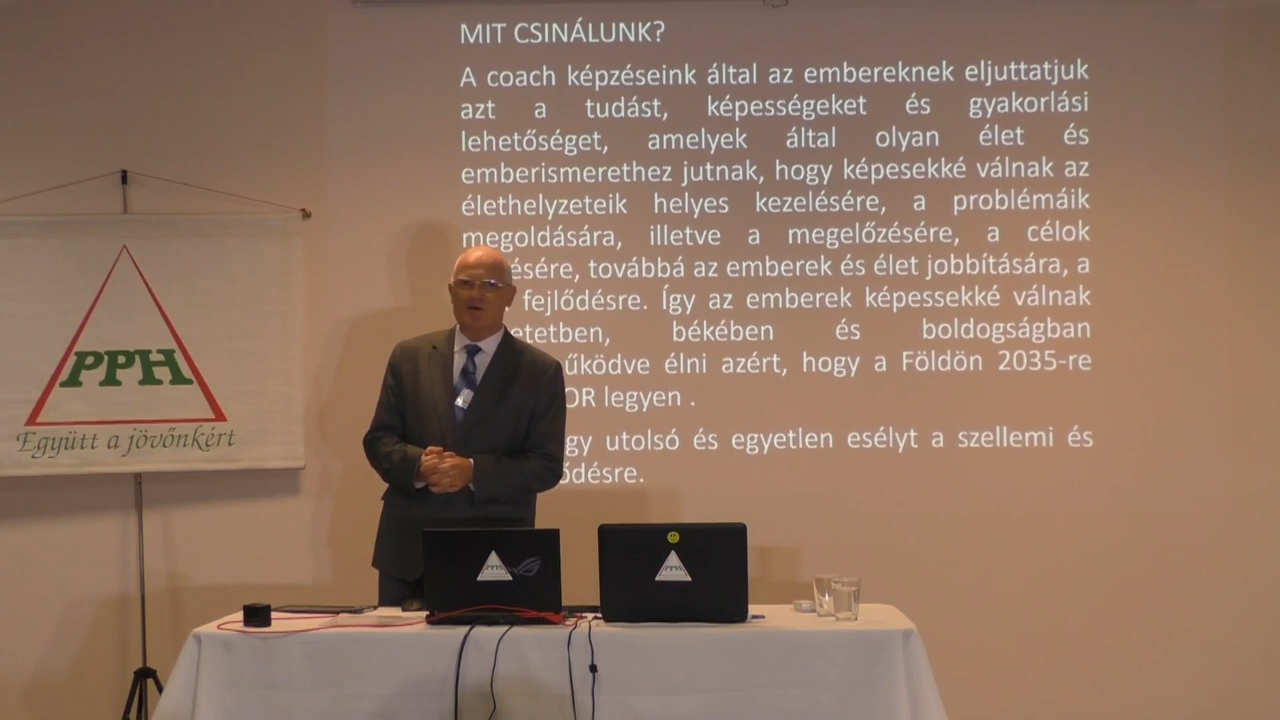 MIT CSINÁLUNK?
A coach képzéseink által az embereknek eljuttatjuk
azt a tudást, képességeket és gyakorlási
lehetőséget, amelyek által olyan élet és
emberismerethez jutnak, hogy képesekké válnak az
élethelyzeteik helyes kezelésére, a problémáik
megoldására, illetve a megelőzésére, a célok
ésére, továbbá az emberek és élet jobbítására, a
fejlődésre. Így az emberek képessekké válnak
etetben, békében és boldogságban
űködve élni azért, hogy a Földön 2035-re
OR legyen .
gy utolsó és egyetlen esélyt a szellemi és
ődésre.
PPH
Együtt a jövőnkért
PPH
PPH